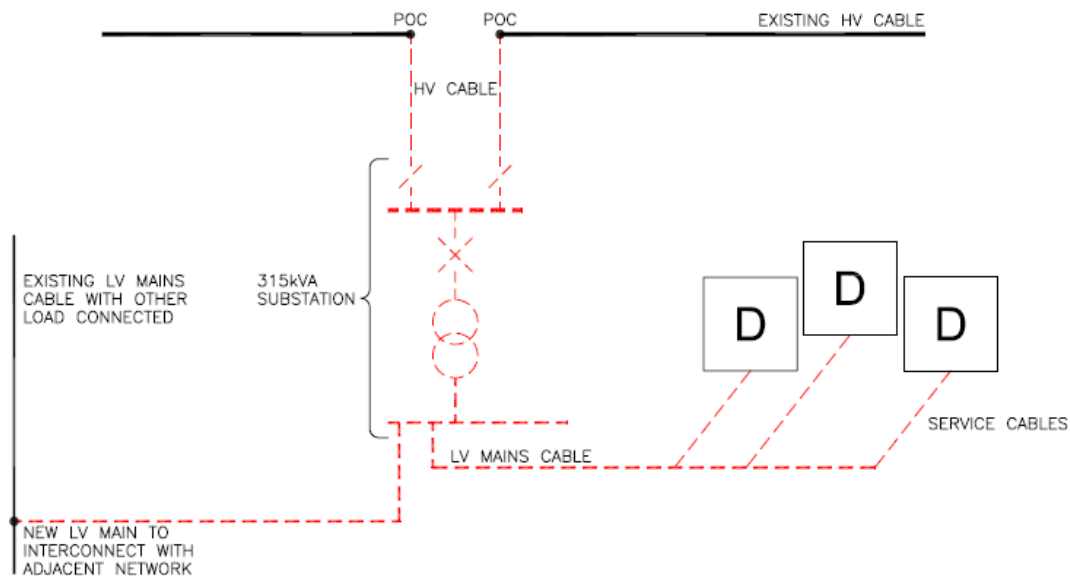 POC
POC
EXISTING HV CABLE
HV CABLE
EXISTING LV MAINS
CABLE WITH OTHER
LOAD CONNECTED
315kVA
SUBSTATION
D
D
D
SERVICE CABLES
LV MAINS CABLE
NEW LV MAIN TO
INTERCONNECT WITH
ADJACENT NETWORK